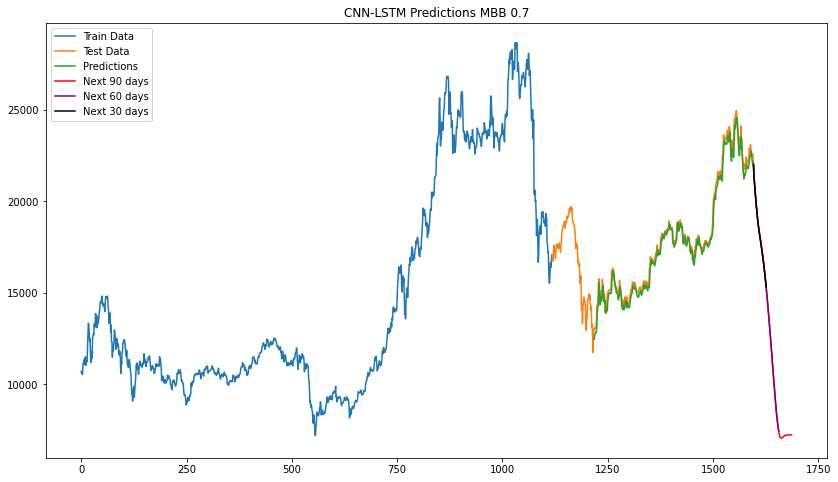 CNN-LSTM Predictions MBB 0.7
Train Data
Test Data
Predictions
Next 90 days
Next 60 days
Next 30 days
25000
20000
15000
10000
0 250 500 750 1000 1250 1500 1750